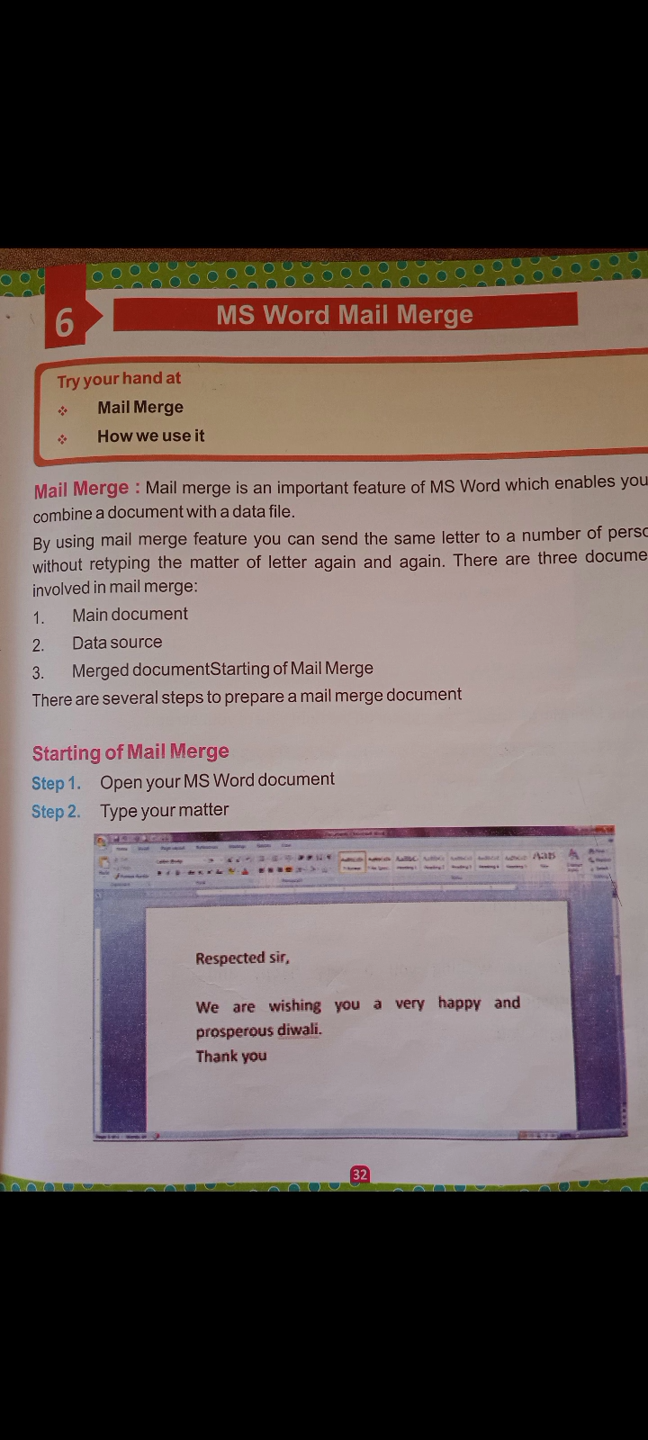 6
MS Word Mail Merge
Try your hand at
Mail Merge
How we use it
Mail Merge : Mail merge is an important feature of MS Word which enables you
combine a document with a data file.
By using mail merge feature you can send the same letter to a number of perso
without retyping the matter of letter again and again. There are three docume
involved in mail merge:
1. Main document
2. Data source
3. Merged documentStarting of Mail Merge
There are several steps to prepare a mail merge document
Starting of Mail Merge
Step 1. Open your MS Word document
Step 2. Type your matter
Respected sir,
We are wishing you a very happy and
prosperous diwali.
Thank you
32